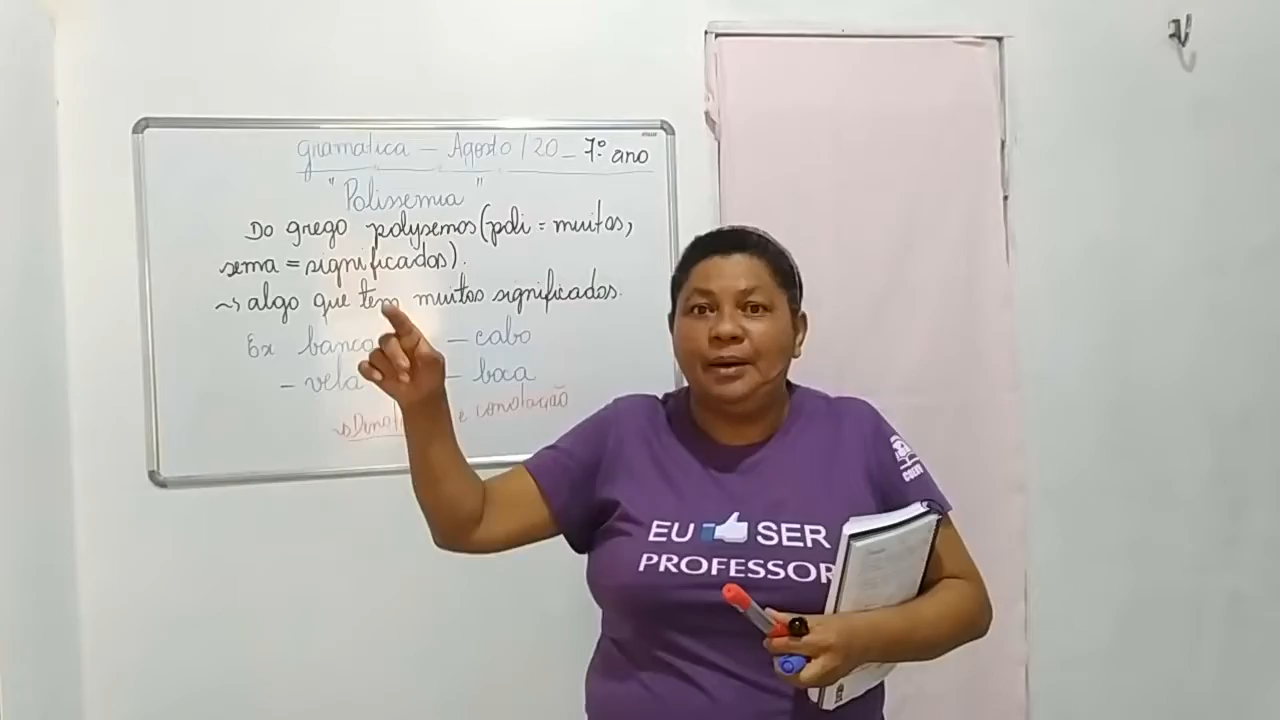 gramatica - Agosto / 20 - 7º ano
"Polissemia"
Do grego polysemos (poli = muitos,
sema = significados).
~> algo que tem muitos significados.
Ex banco - cabo
- vela - boca
e conotação
EU SER
PROFESSOR